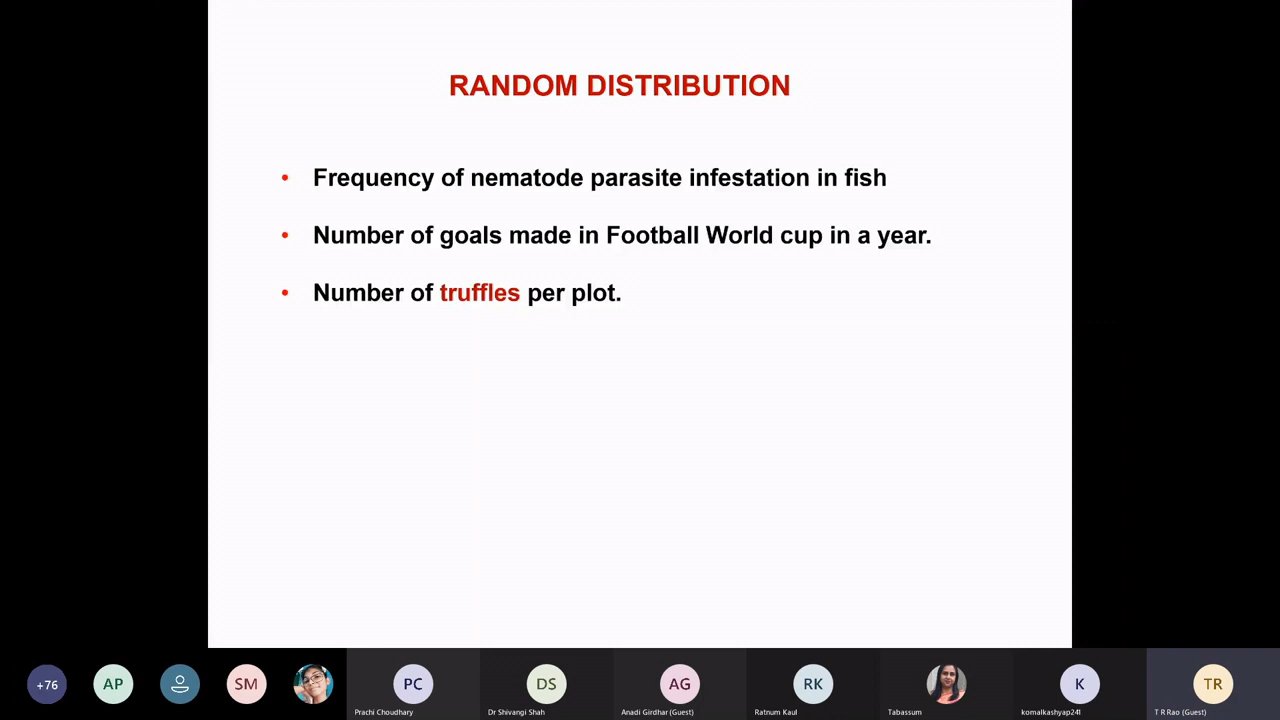 RANDOM DISTRIBUTION
• Frequency of nematode parasite infestation in fish
• Number of goals made in Football World cup in a year.
• Number of truffles per plot.
+76
AP
SM
PC
DS
AG
RK
K
TR
Prachi Choudhary
Dr Shivangi Shah
Anadi Girdhar (Guest)
Ratnum Kaul
Tabassum
komalkashyap241
T R Rao (Guest)